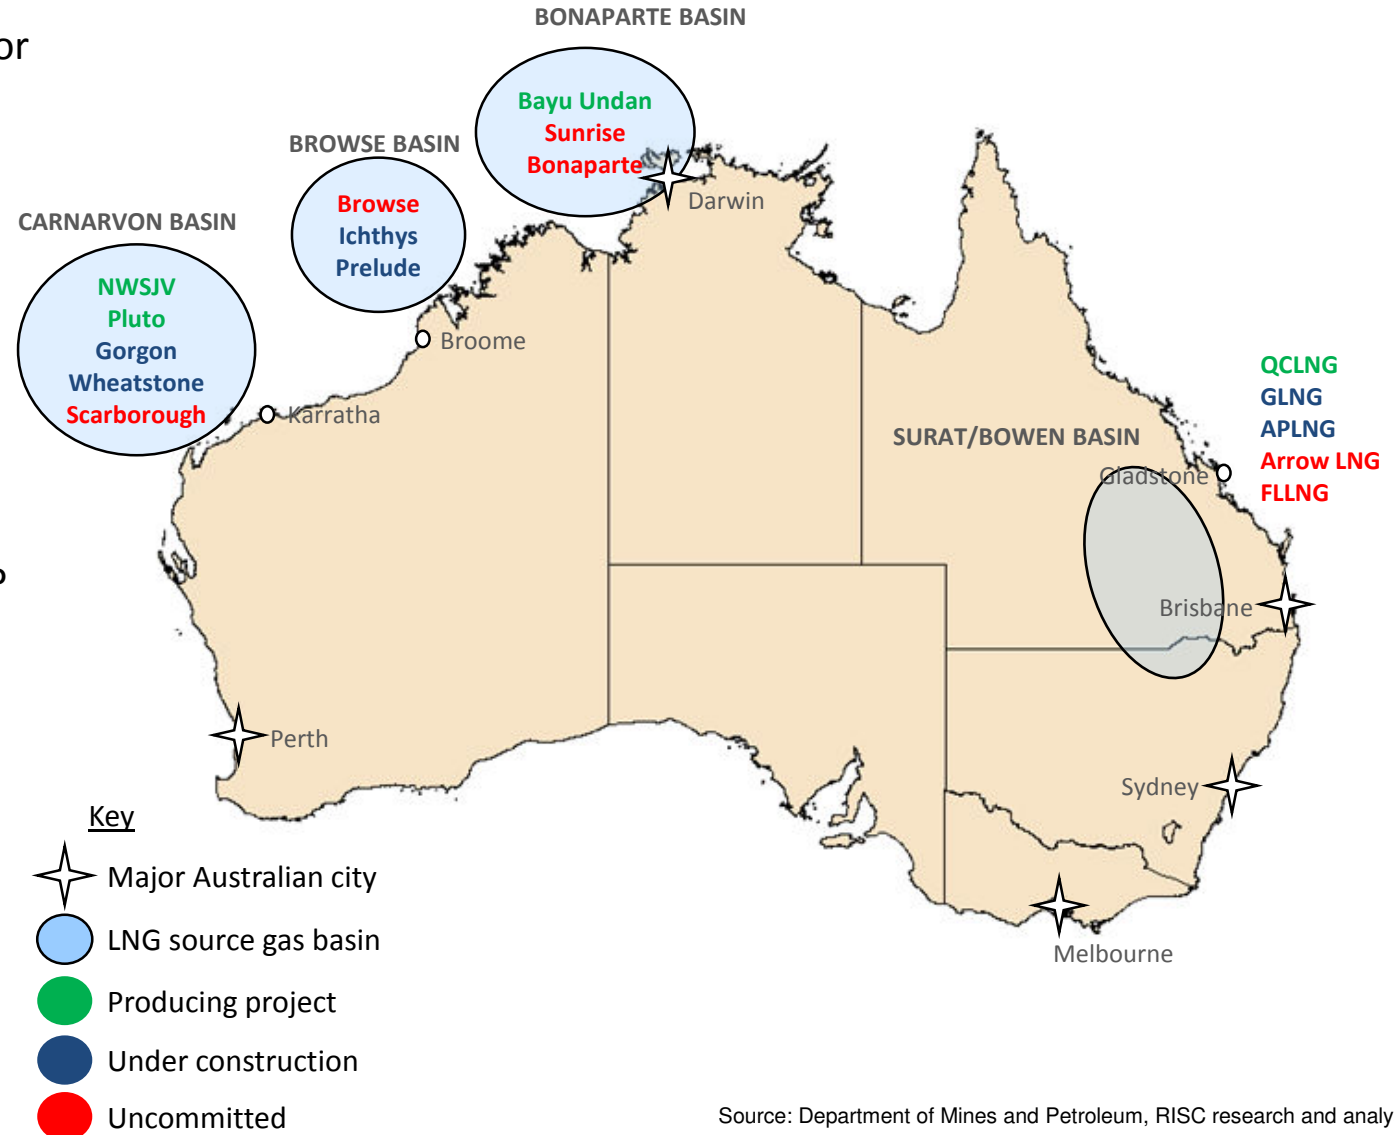 or
BONAPARTE BASIN
Bayu Undan
Sunrise
Bonaparte
Darwin
BROWSE BASIN
Browse
Ichthys
Prelude
Broome
CARNARVON BASIN
NWSJV
Pluto
Gorgon
Wheatstone
Scarborough
Karratha
QCLNG
GLNG
APLNG
Arrow LNG
FLLNG
SURAT/BOWEN BASIN
Gladstone
Brisbane
Perth
Sydney
Melbourne
Key
Major Australian city
LNG source gas basin
Producing project
Under construction
Uncommitted
Source: Department of Mines and Petroleum, RISC research and analy